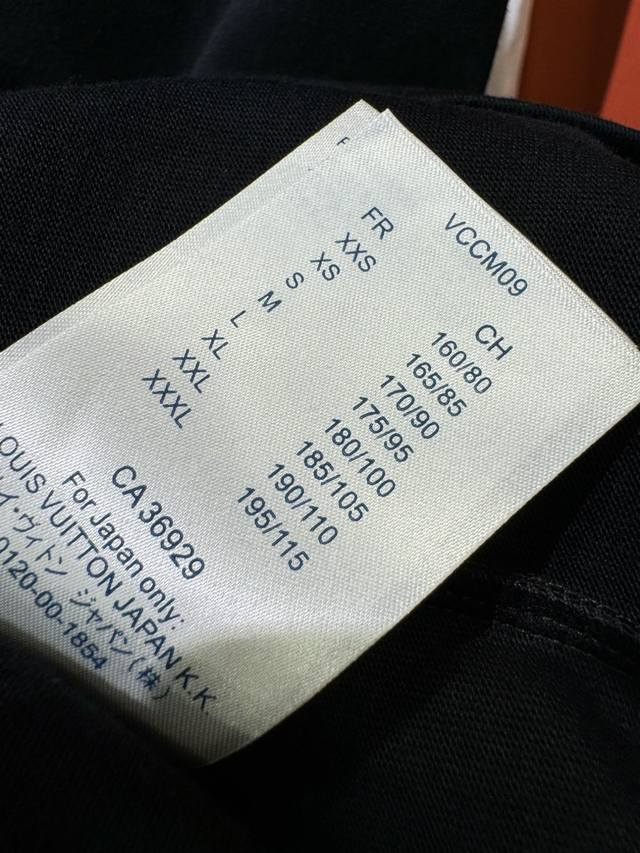 F
VCCM09
FR CH
XXS 160/80
XS 165/85
S 170/90
M 175/95
L 180/100
XL 185/105
XXL 190/110
XXXL 195/115
CA 36929
For Japan only:
OUIS VUITTON JAPAN K.K.
イ・ヴィトン ジャパン(株)
0120-00-1854